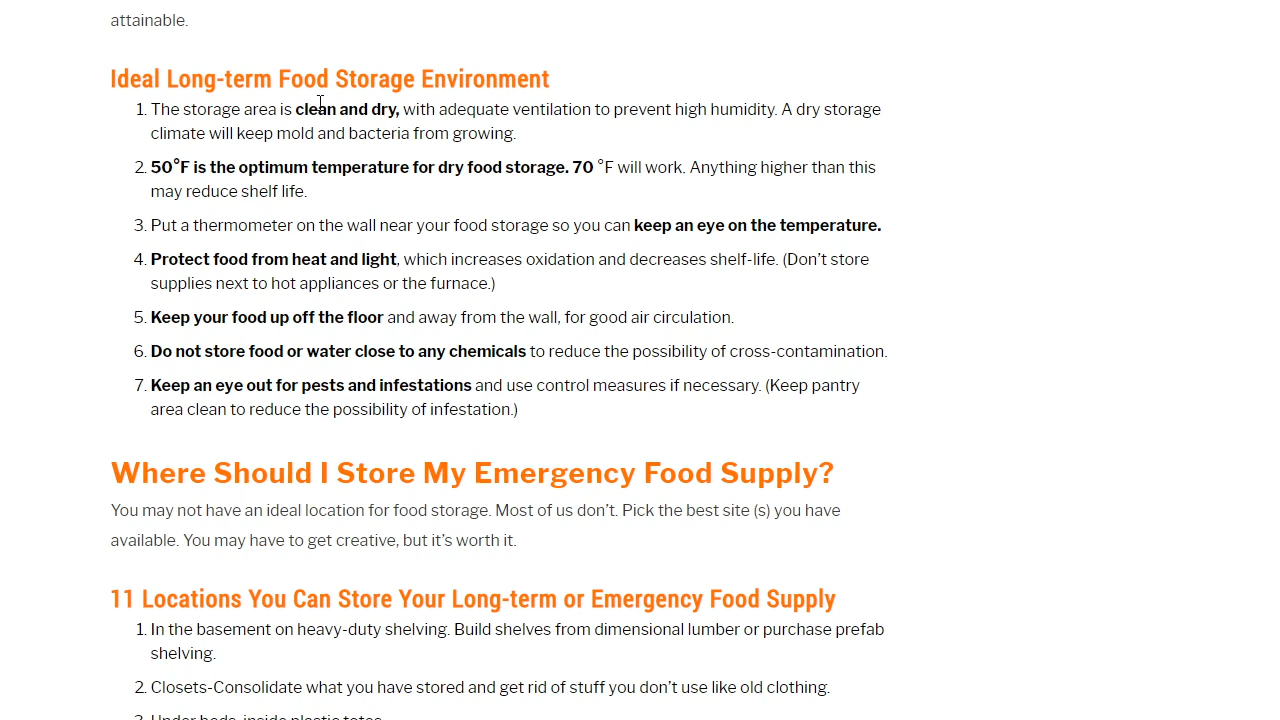 attainable.
Ideal Long-term Food Storage Environment
1. The storage area is clean and dry, with adequate ventilation to prevent high humidity. A dry storage
climate will keep mold and bacteria from growing.
2. 50°F is the optimum temperature for dry food storage. 70 °F will work. Anything higher than this
may reduce shelf life.
3. Put a thermometer on the wall near your food storage so you can keep an eye on the temperature.
4. Protect food from heat and light, which increases oxidation and decreases shelf-life. (Don’t store
supplies next to hot appliances or the furnace.)
5. Keep your food up off the floor and away from the wall, for good air circulation.
6. Do not store food or water close to any chemicals to reduce the possibility of cross-contamination.
7. Keep an eye out for pests and infestations and use control measures if necessary. (Keep pantry
area clean to reduce the possibility of infestation.)
Where Should I Store My Emergency Food Supply?
You may not have an ideal location for food storage. Most of us don’t. Pick the best site (s) you have
available. You may have to get creative, but it’s worth it.
11 Locations You Can Store Your Long-term or Emergency Food Supply
1. In the basement on heavy-duty shelving. Build shelves from dimensional lumber or purchase prefab
shelving.
2. Closets-Consolidate what you have stored and get rid of stuff you don’t use like old clothing.
3. Under beds, inside plastic totes.